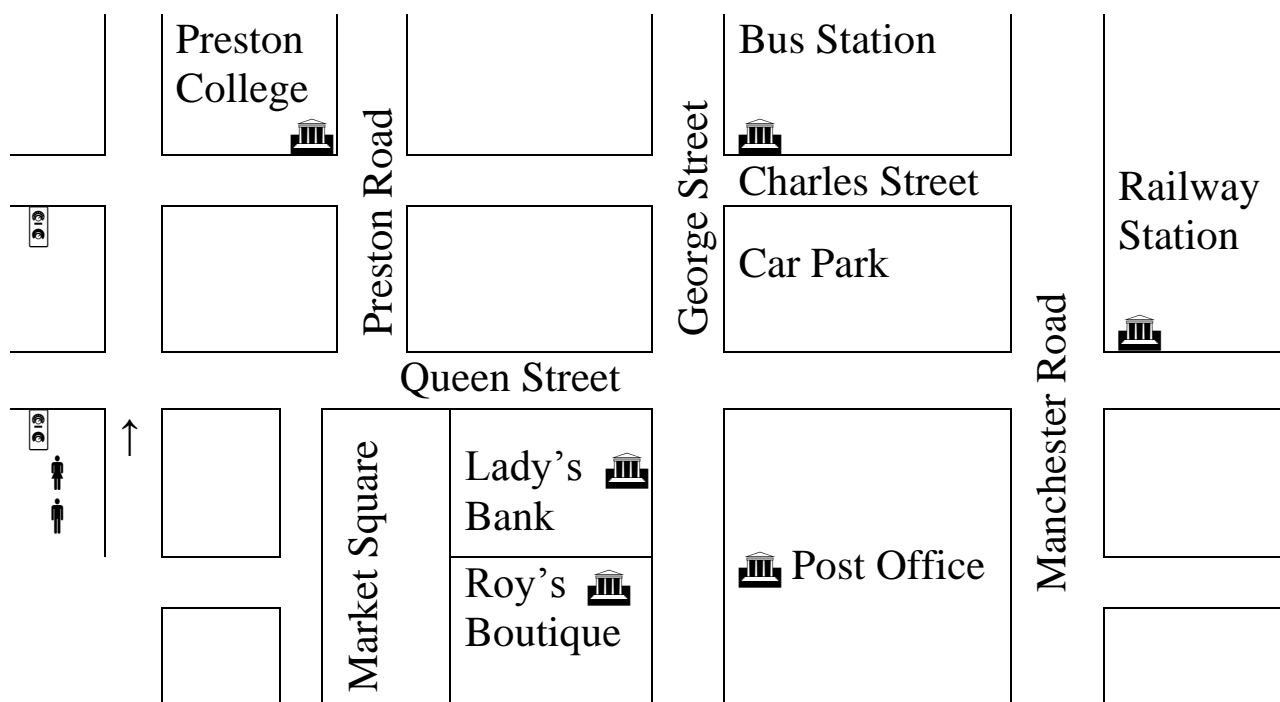 Preston
College
Bus Station
Preston Road
George Street
Charles Street
Railway
Station
Car Park
Queen Street
Manchester Road
Market Square
Lady’s
Bank
Post Office
Roy’s
Boutique